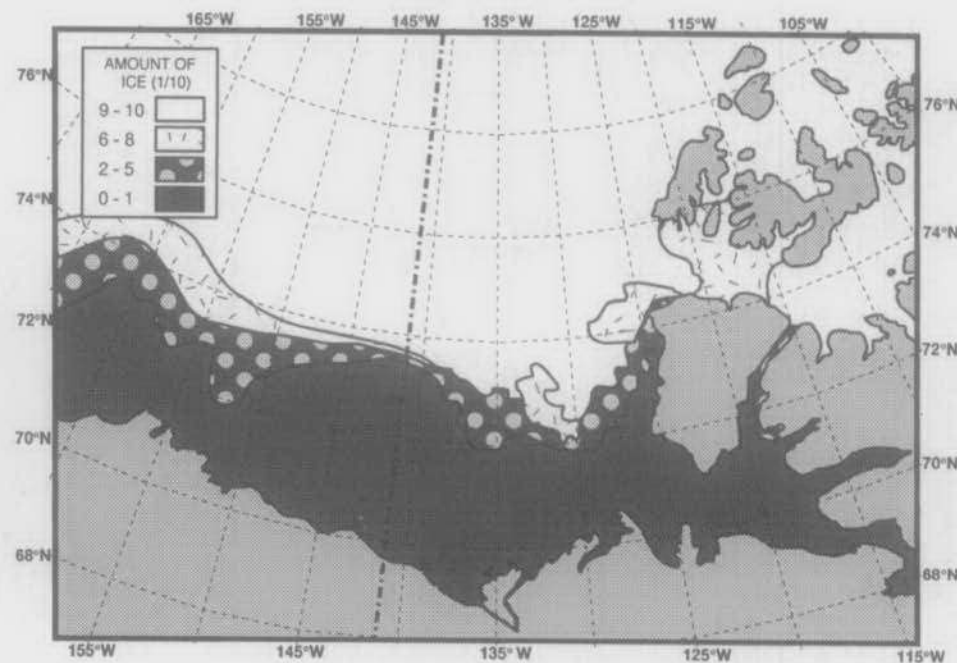 165°W 155°W 145°W 135°W 125°W 115°W 105°W
76°N
74°N
72°N
70°N
68°N
AMOUNT OF
ICE (1/10)
9 - 10
6 - 8
2 - 5
0 - 1
76°N
74°N
72°N
70°N
68°N
155°W 145°W 135°W 125°W 115°W